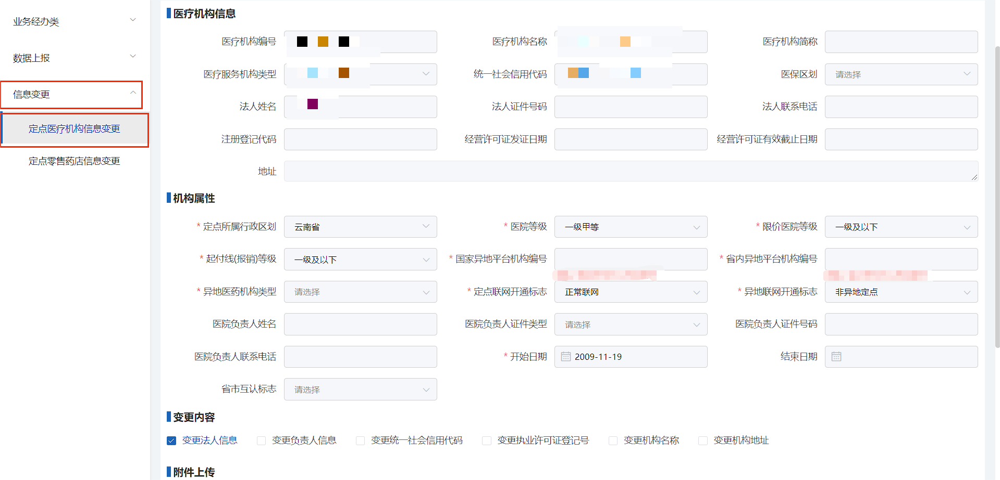 业务经办类
数据上报
信息变更
定点医疗机构信息变更
定点零售药店信息变更
医疗机构信息
医疗机构编号
医疗机构名称
医疗机构简称
医疗服务机构类型
统一社会信用代码
医保区划 请选择
法人姓名
法人证件号码
法人联系电话
注册登记代码
经营许可证发证日期
经营许可证有效截止日期
地址
机构属性
* 定点所属行政区划 云南省
* 医院等级 一级甲等
* 限价医院等级 一级及以下
* 起付线(报销)等级 一级及以下
* 国家异地平台机构编号
* 省内异地平台机构编号
* 异地医药机构类型 请选择
* 定点联网开通标志 正常联网
* 异地联网开通标志 非异地定点
医院负责人姓名
医院负责人证件类型 请选择
医院负责人证件号码
医院负责人联系电话
* 开始日期 2009-11-19
结束日期
省市互认标志 请选择
变更内容
变更法人信息 变更负责人信息 变更统一社会信用代码 变更执业许可证登记号 变更机构名称 变更机构地址
附件上传